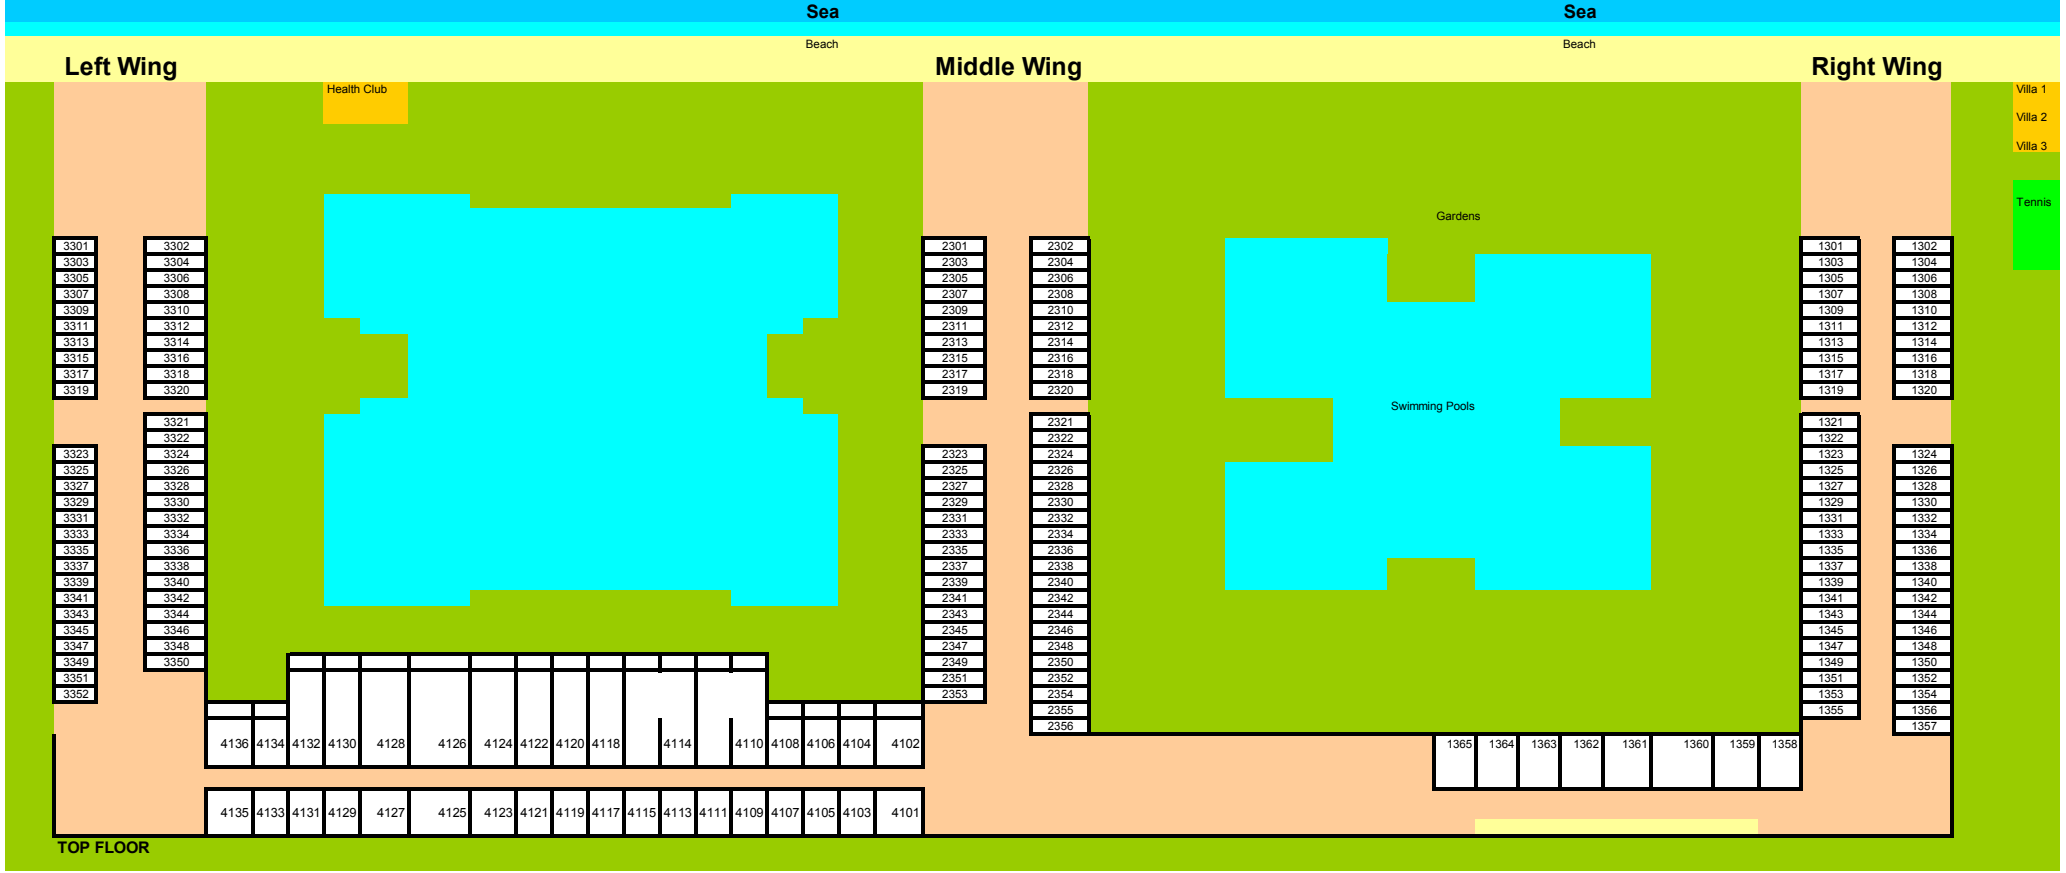 Sea Sea
Beach Beach
Left Wing Middle Wing Right Wing
Health Club Villa 1
Villa 2
Villa 3
Tennis
Gardens
3301 3302 2301 2302 1301 1302
3303 3304 2303 2304 1303 1304
3305 3306 2305 2306 1305 1306
3307 3308 2307 2308 1307 1308
3309 3310 2309 2310 1309 1310
3311 3312 2311 2312 1311 1312
3313 3314 2313 2314 1313 1314
3315 3316 2315 2316 1315 1316
3317 3318 2317 2318 1317 1318
3319 3320 2319 2320 1319 1320
Swimming Pools
3321 2321 1321
3322 2322 1322
3323 3324 2323 2324 1323 1324
3325 3326 2325 2326 1325 1326
3327 3328 2327 2328 1327 1328
3329 3330 2329 2330 1329 1330
3331 3332 2331 2332 1331 1332
3333 3334 2333 2334 1333 1334
3335 3336 2335 2336 1335 1336
3337 3338 2337 2338 1337 1338
3339 3340 2339 2340 1339 1340
3341 3342 2341 2342 1341 1342
3343 3344 2343 2344 1343 1344
3345 3346 2345 2346 1345 1346
3347 3348 2347 2348 1347 1348
3349 3350 2349 2350 1349 1350
3351 2351 2352 1351 1352
3352 2353 2354 1353 1354
2355 1355 1356
2356 1357
4136 4134 4132 4130 4128 4126 4124 4122 4120 4118 4114 4110 4108 4106 4104 4102 1365 1364 1363 1362 1361 1360 1359 1358
4135 4133 4131 4129 4127 4125 4123 4121 4119 4117 4115 4113 4111 4109 4107 4105 4103 4101
TOP FLOOR